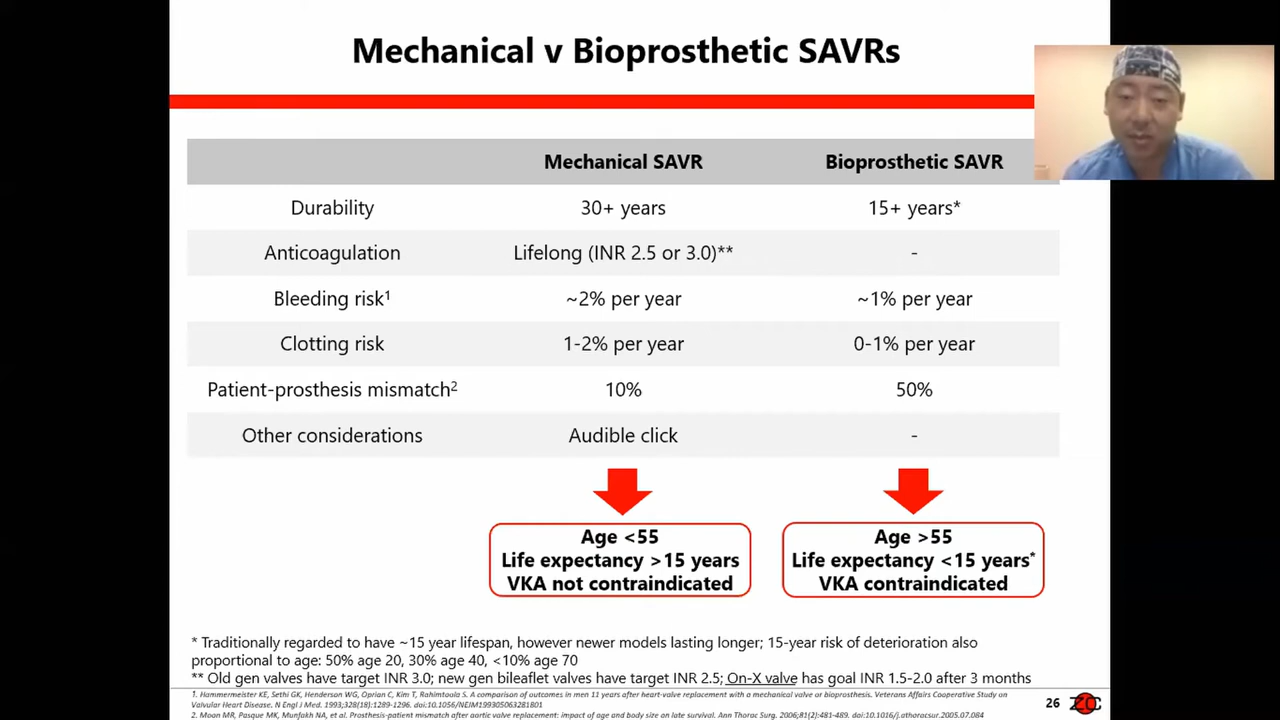 Mechanical v Bioprosthetic SAVRs
Mechanical SAVR Bioprosthetic SAVR
Durability 30+ years 15+ years*
Anticoagulation Lifelong (INR 2.5 or 3.0)** -
Bleeding risk¹ ~2% per year ~1% per year
Clotting risk 1-2% per year 0-1% per year
Patient-prosthesis mismatch² 10% 50%
Other considerations Audible click -
Age <55 Age >55
Life expectancy >15 years Life expectancy <15 years*
VKA not contraindicated VKA contraindicated
* Traditionally regarded to have ~15 year lifespan, however newer models lasting longer; 15-year risk of deterioration also
proportional to age: 50% age 20, 30% age 40, <10% age 70
** Old gen valves have target INR 3.0; new gen bileaflet valves have target INR 2.5; On-X valve has goal INR 1.5-2.0 after 3 months
1. Hammermeister KE, Sethi GK, Henderson WG, Oprian C, Kim T, Rahimtoola S. A comparison of outcomes in men 11 years after heart-valve replacement with a mechanical valve or bioprosthesis. Veterans Affairs Cooperative Study on
Valvular Heart Disease. N Engl J Med. 1993;328(18):1289-1296. doi:10.1056/NEJM199305063281801
2. Moon MR, Pasque MK, Munfakh NA, et al. Prosthesis-patient mismatch after aortic valve replacement: impact of age and body size on late survival. Ann Thorac Surg. 2006;81(2):481-489. doi:10.1016/j.athoracsur.2005.07.084
26